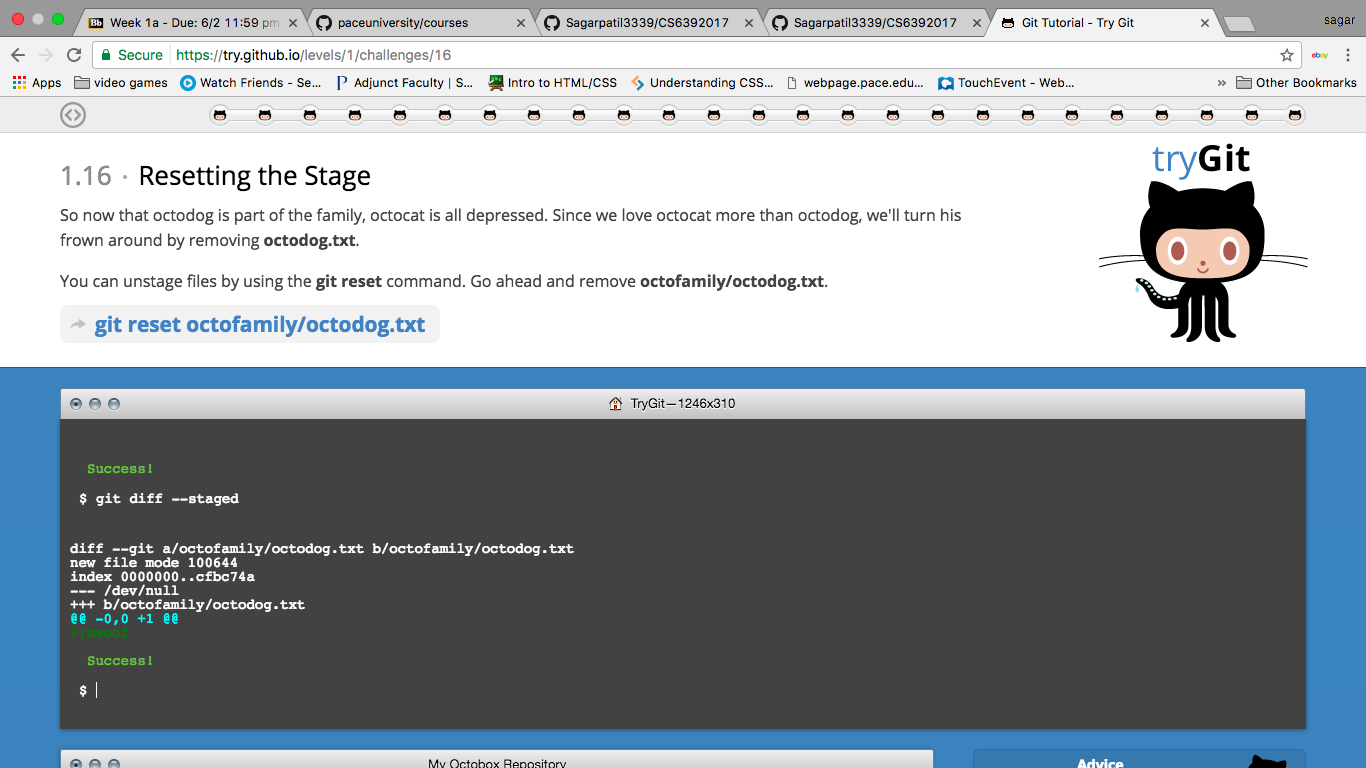 Week 1a - Due: 6/2 11:59 pm
paceuniversity/courses
Sagarpatil3339/CS6392017
Sagarpatil3339/CS6392017
Git Tutorial - Try Git
sagar
Secure
https://try.github.io/levels/1/challenges/16
ebay
Apps
video games
Watch Friends - Se...
Adjunct Faculty | S...
Intro to HTML/CSS
Understanding CSS...
webpage.pace.edu...
TouchEvent - Web...
»
Other Bookmarks
tryGit
1.16 · Resetting the Stage
So now that octodog is part of the family, octocat is all depressed. Since we love octocat more than octodog, we'll turn his
frown around by removing octodog.txt.
You can unstage files by using the git reset command. Go ahead and remove octofamily/octodog.txt.
git reset octofamily/octodog.txt
TryGit—1246x310
Success!
$ git diff --staged
diff --git a/octofamily/octodog.txt b/octofamily/octodog.txt
new file mode 100644
index 0000000..cfbc74a
--- /dev/null
+++ b/octofamily/octodog.txt
@@ -0,0 +1 @@
Success!
$
My Octobox Repository
Advice